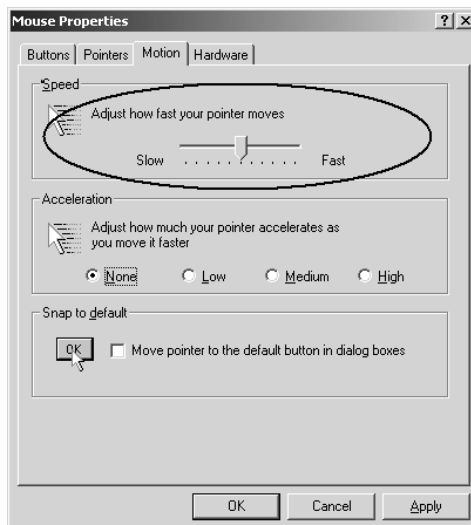 Mouse Properties
Buttons Pointers Motion Hardware
Speed
Adjust how fast your pointer moves
Slow Fast
Acceleration
Adjust how much your pointer accelerates as
you move it faster
None Low Medium High
Snap to default
OK Move pointer to the default button in dialog boxes
OK Cancel Apply